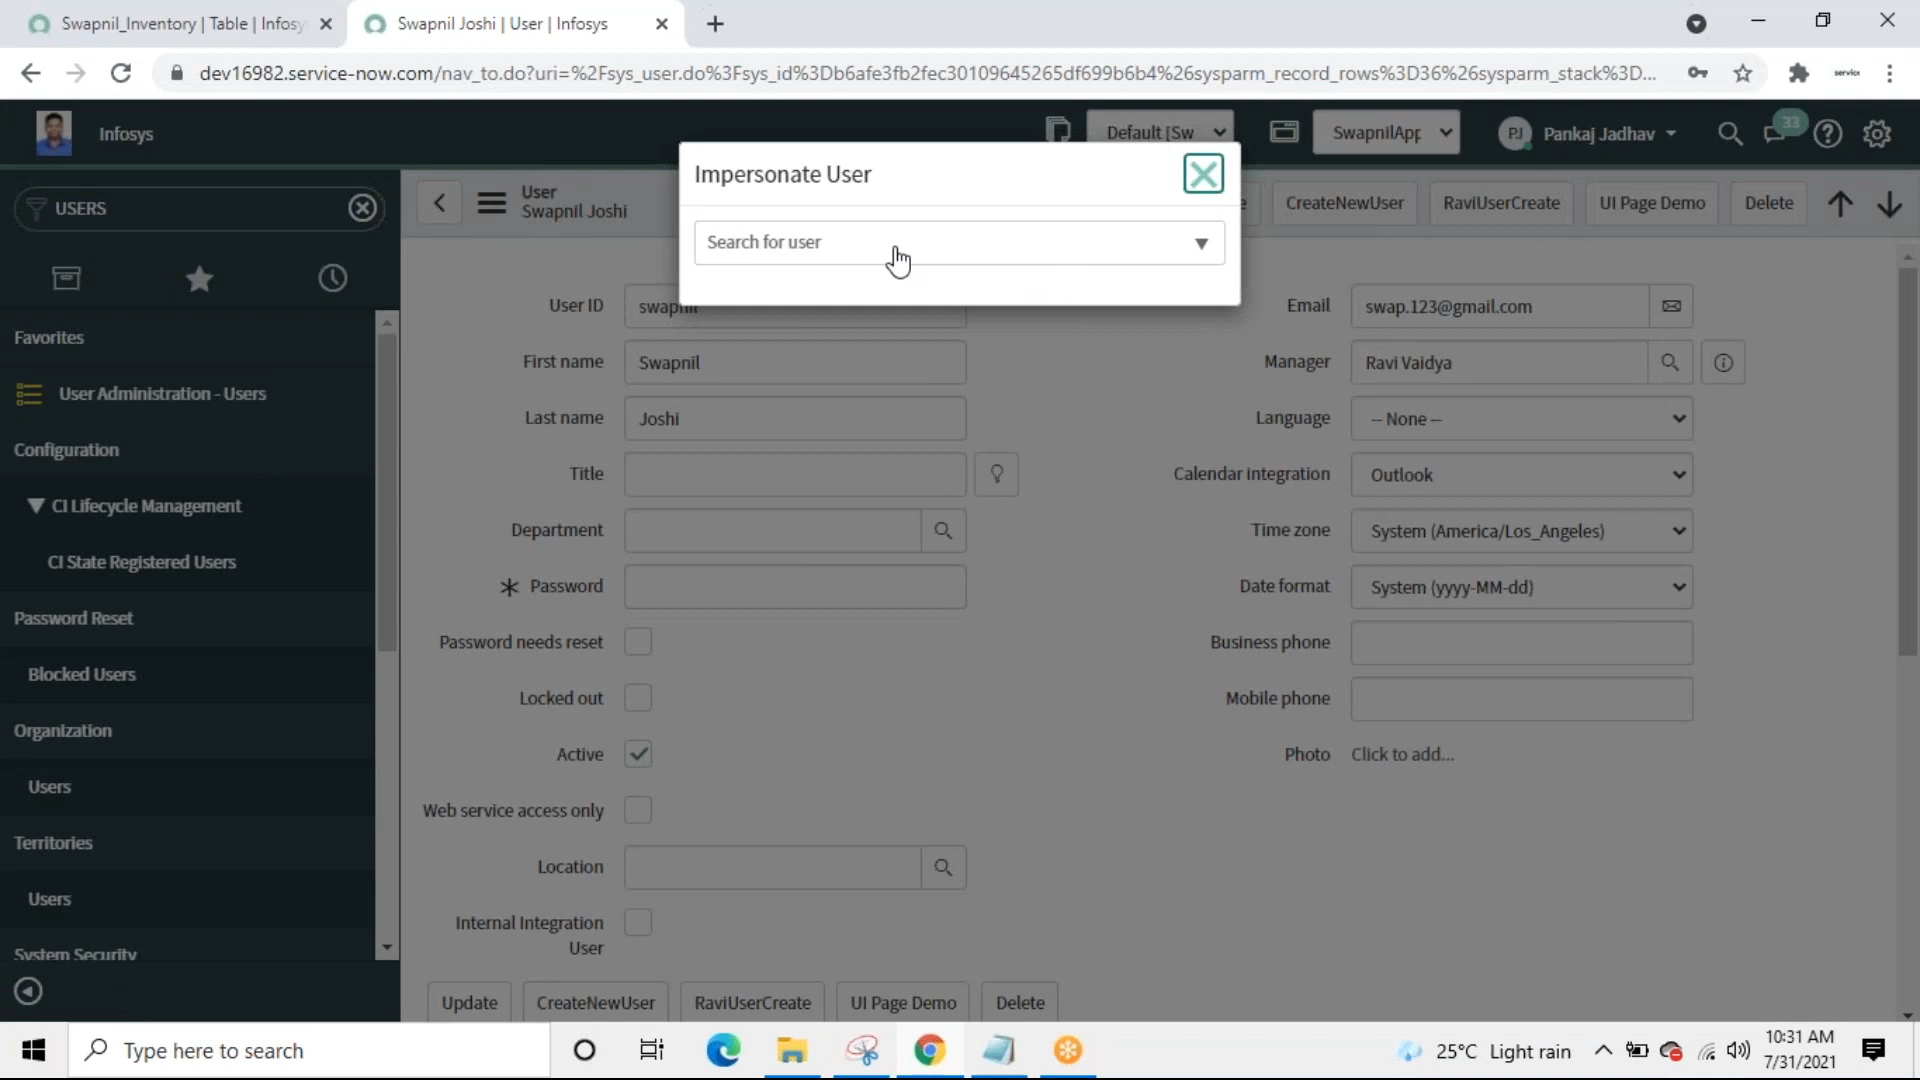 Swapnil_Inventory | Table | Infosy
Swapnil Joshi | User | Infosys
dev16982.service-now.com/nav_to.do?uri=%2Fsys_user.do%3Fsys_id%3Db6afe3fb2fec30109645265df699b6b4%26sysparm_record_rows%3D36%26sysparm_stack%3D...
service
Infosys
Default [Sw
SwapnilApp
PJ
Pankaj Jadhav
33
USERS
Favorites
User Administration - Users
Configuration
CI Lifecycle Management
CI State Registered Users
Password Reset
Blocked Users
Organization
Users
Territories
Users
System Security
User
Swapnil Joshi
CreateNewUser
RaviUserCreate
UI Page Demo
Delete
Impersonate User
Search for user
User ID
swapnil
First name
Swapnil
Last name
Joshi
Title
Department
Password
Password needs reset
Locked out
Active
Web service access only
Location
Internal Integration
User
Email
swap.123@gmail.com
Manager
Ravi Vaidya
Language
-- None --
Calendar integration
Outlook
Time zone
System (America/Los_Angeles)
Date format
System (yyyy-MM-dd)
Business phone
Mobile phone
Photo
Click to add...
Update
CreateNewUser
RaviUserCreate
UI Page Demo
Delete
Type here to search
25°C Light rain
10:31 AM
7/31/2021